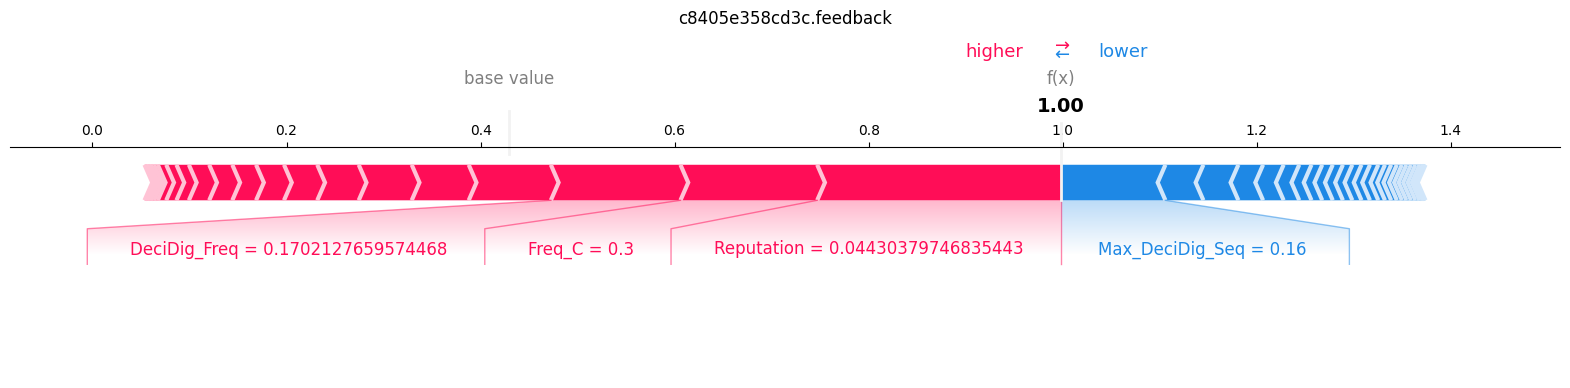 c8405e358cd3c.feedback
higher → ← lower
base value f(x)
1.00
0.0 0.2 0.4 0.6 0.8 1.0 1.2 1.4
DeciDig_Freq = 0.1702127659574468 Freq_C = 0.3 Reputation = 0.04430379746835443 Max_DeciDig_Seq = 0.16